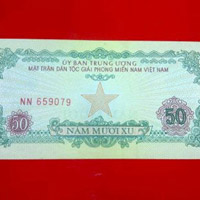 ỦY BAN TRUNG ƯƠNG
MẶT TRẬN DÂN TỘC GIẢI PHÓNG MIỀN NAM VIỆT NAM
NN 659079
50 50
NĂM MƯƠI XU